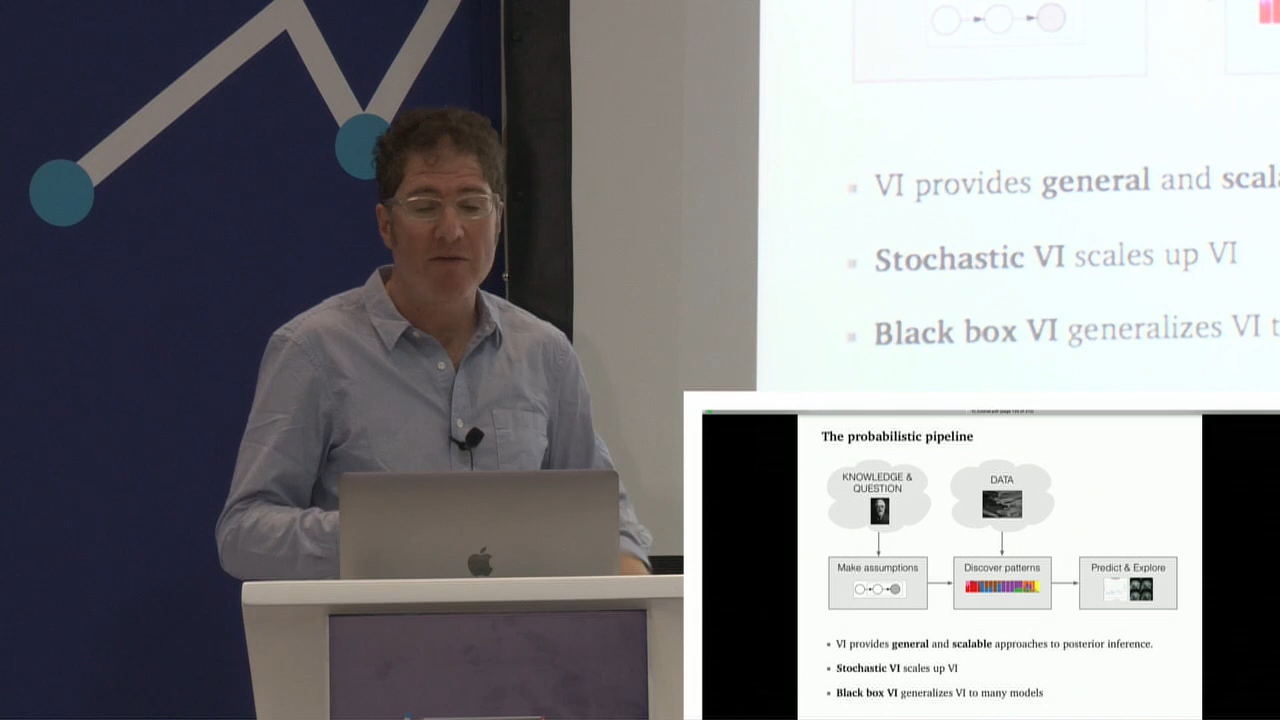 VI provides general and scal
Stochastic VI scales up VI
Black box VI generalizes VI t
The probabilistic pipeline
KNOWLEDGE &
QUESTION
DATA
Make assumptions
Discover patterns
Predict & Explore
VI provides general and scalable approaches to posterior inference.
Stochastic VI scales up VI
Black box VI generalizes VI to many models